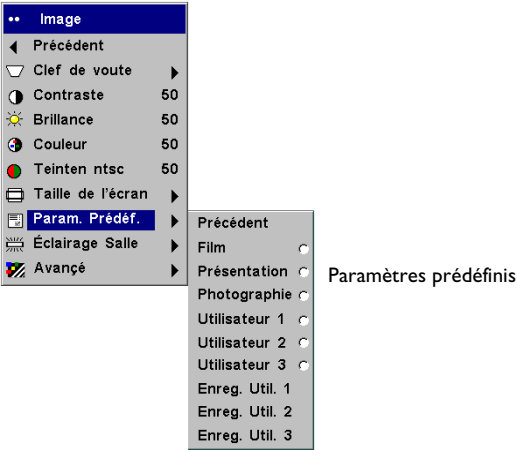 Image
Précédent
Clef de voute
Contraste 50
Brillance 50
Couleur 50
Teinten ntsc 50
Taille de l'écran
Param. Prédéf.
Éclairage Salle
Avançé
Précédent
Film
Présentation
Photographie
Utilisateur 1
Utilisateur 2
Utilisateur 3
Enreg. Util. 1
Enreg. Util. 2
Enreg. Util. 3
Paramètres prédéfinis